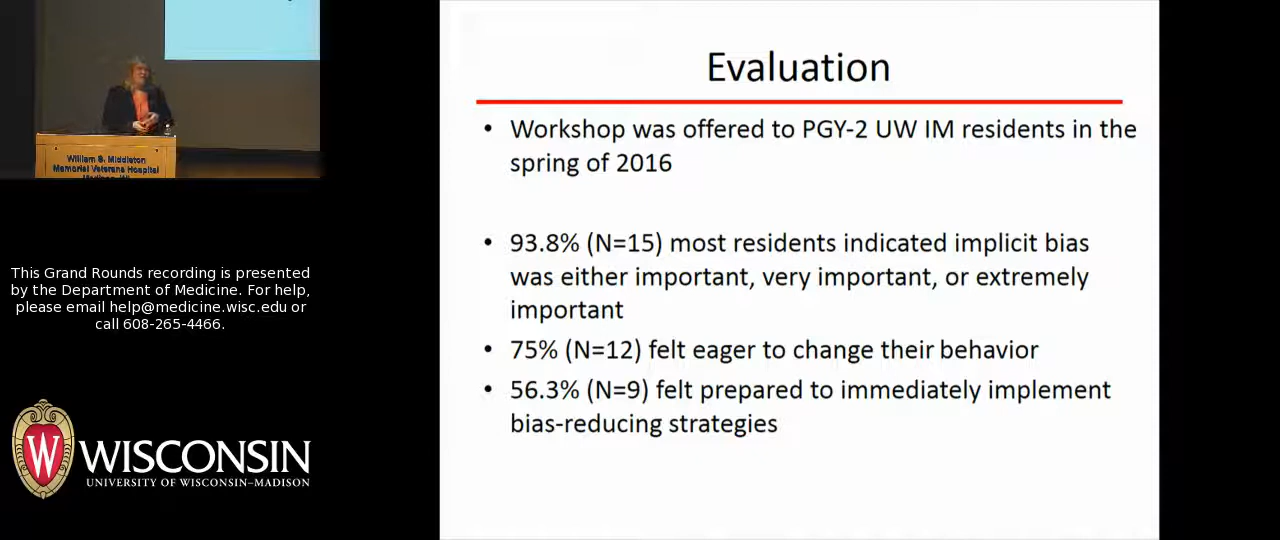 William S. Middleton
Memorial Veterans Hospital
Madison, WI
This Grand Rounds recording is presented
by the Department of Medicine. For help,
please email help@medicine.wisc.edu or
call 608-265-4466.
W WISCONSIN
UNIVERSITY OF WISCONSIN–MADISON
Evaluation
• Workshop was offered to PGY-2 UW IM residents in the
spring of 2016
• 93.8% (N=15) most residents indicated implicit bias
was either important, very important, or extremely
important
• 75% (N=12) felt eager to change their behavior
• 56.3% (N=9) felt prepared to immediately implement
bias-reducing strategies